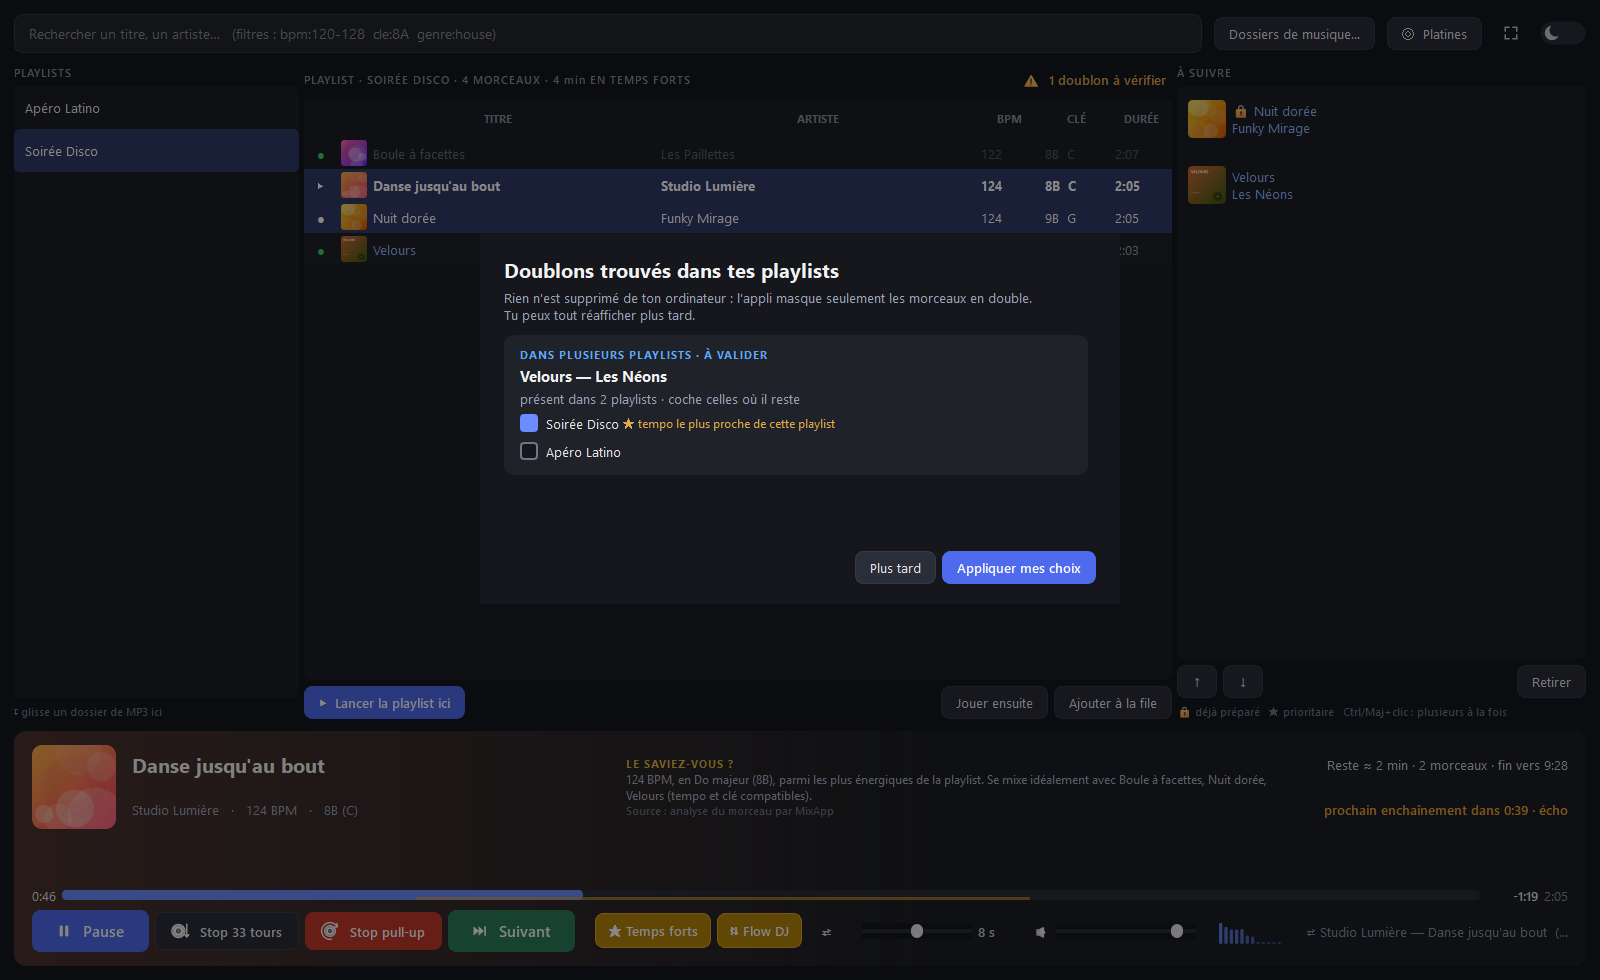 Rechercher un titre, un artiste... (filtres : bpm:120-128 cle:8A genre:house)
Dossiers de musique...
Platines
PLAYLISTS
Apéro Latino
Soirée Disco
PLAYLIST · SOIRÉE DISCO · 4 MORCEAUX · 4 min EN TEMPS FORTS
1 doublon à vérifier
TITRE ARTISTE BPM CLÉ DURÉE
Boule à facettes Les Paillettes 122 8B C 2:07
Danse jusqu'au bout Studio Lumière 124 8B C 2:05
Nuit dorée Funky Mirage 124 9B G 2:05
Velours :03
À SUIVRE
Nuit dorée
Funky Mirage
Velours
Les Néons
Doublons trouvés dans tes playlists
Rien n'est supprimé de ton ordinateur : l'appli masque seulement les morceaux en double.
Tu peux tout réafficher plus tard.
DANS PLUSIEURS PLAYLISTS · À VALIDER
Velours — Les Néons
présent dans 2 playlists · coche celles où il reste
Soirée Disco ★ tempo le plus proche de cette playlist
Apéro Latino
Plus tard
Appliquer mes choix
glisse un dossier de MP3 ici
Lancer la playlist ici
Jouer ensuite
Ajouter à la file
↑ ↓
Retirer
déjà préparé ★ prioritaire Ctrl/Maj+clic : plusieurs à la fois
Danse jusqu'au bout
Studio Lumière · 124 BPM · 8B (C)
LE SAVIEZ-VOUS ?
124 BPM, en Do majeur (8B), parmi les plus énergiques de la playlist. Se mixe idéalement avec Boule à facettes, Nuit dorée,
Velours (tempo et clé compatibles).
Source : analyse du morceau par MixApp
Reste ≈ 2 min · 2 morceaux · fin vers 9:28
prochain enchaînement dans 0:39 · écho
0:46
-1:19 2:05
Pause
Stop 33 tours
Stop pull-up
Suivant
★ Temps forts
Flow DJ
8 s
⇄ Studio Lumière — Danse jusqu'au bout (...